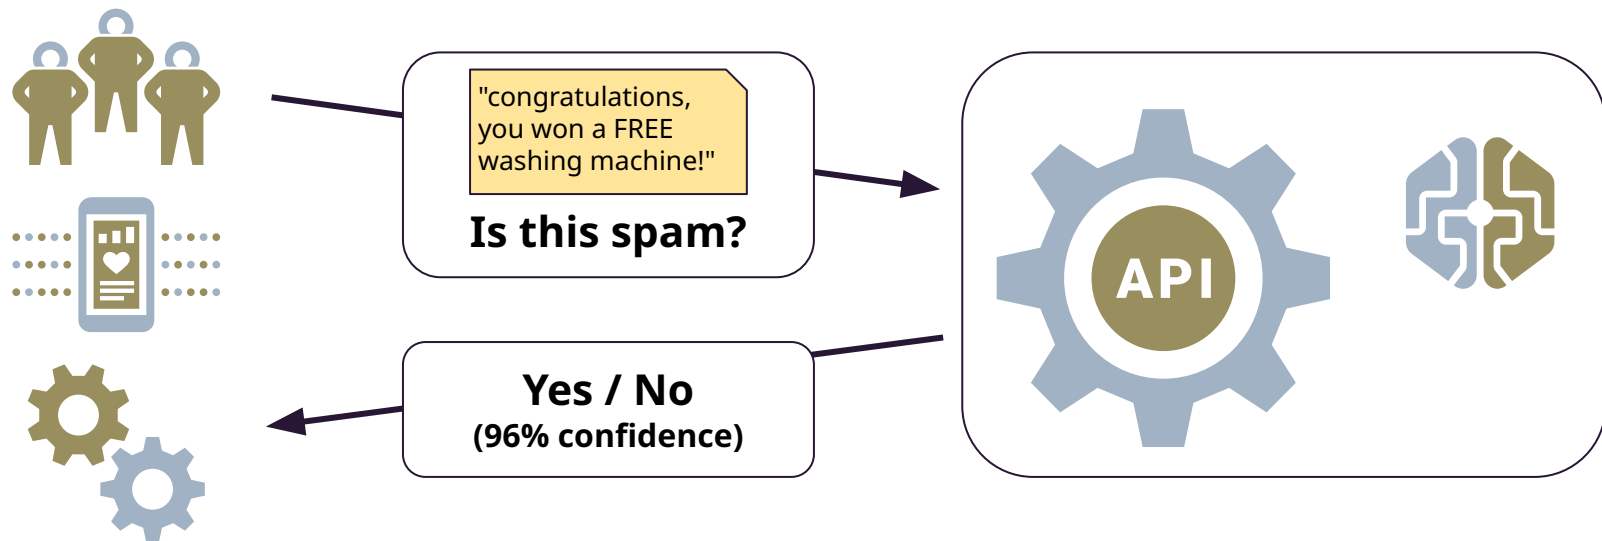 "congratulations,
you won a FREE
washing machine!"
Is this spam?
API
Yes / No
(96% confidence)